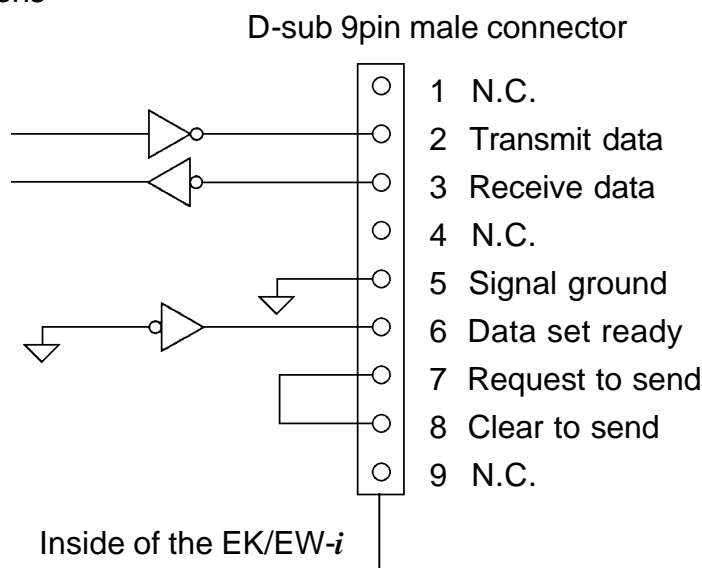 D-sub 9pin male connector
1 N.C.
2 Transmit data
3 Receive data
4 N.C.
5 Signal ground
6 Data set ready
7 Request to send
8 Clear to send
9 N.C.
Inside of the EK/EW-i